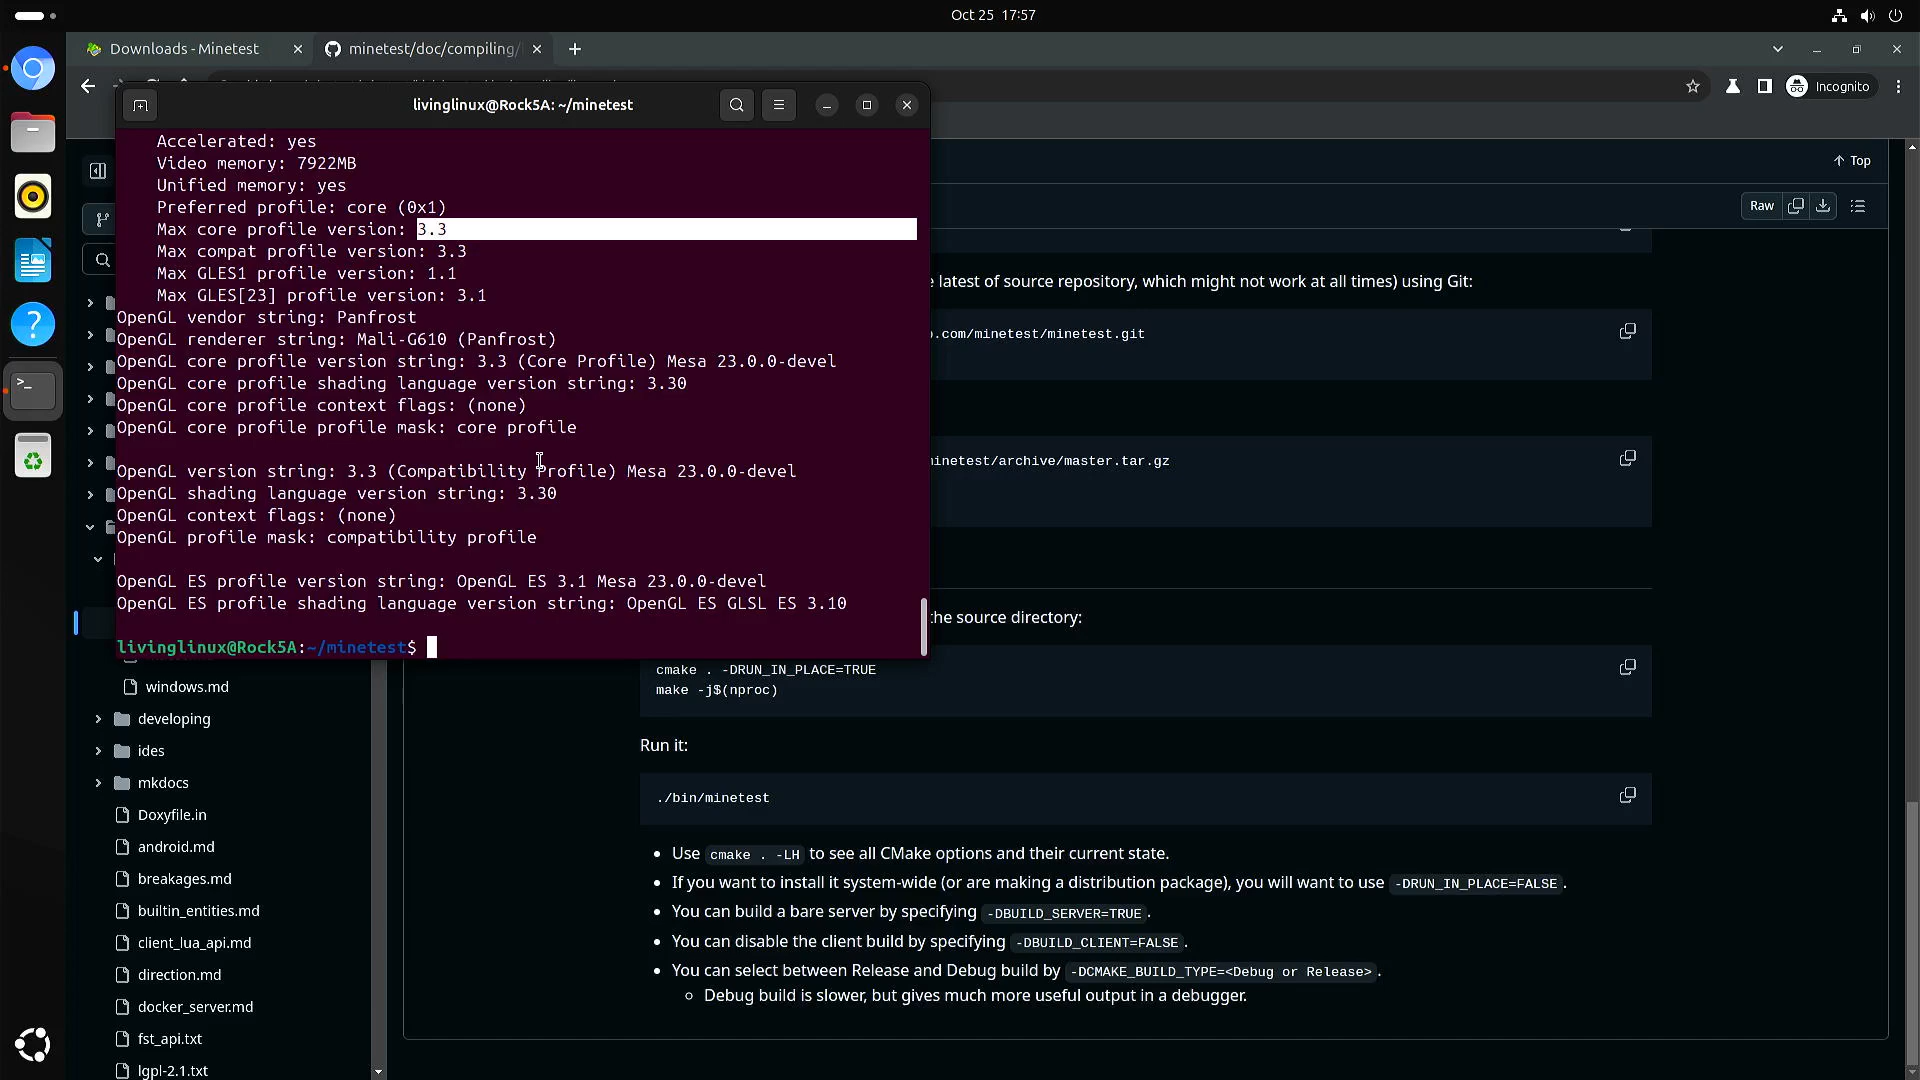 Oct 25 17:57
Downloads - Minetest
minetest/doc/compiling/
Incognito
livinglinux@Rock5A: ~/minetest
Accelerated: yes
Video memory: 7922MB
Unified memory: yes
Preferred profile: core (0x1)
Max core profile version: 3.3
Max compat profile version: 3.3
Max GLES1 profile version: 1.1
Max GLES[23] profile version: 3.1
OpenGL vendor string: Panfrost
OpenGL renderer string: Mali-G610 (Panfrost)
OpenGL core profile version string: 3.3 (Core Profile) Mesa 23.0.0-devel
OpenGL core profile shading language version string: 3.30
OpenGL core profile context flags: (none)
OpenGL core profile profile mask: core profile
OpenGL version string: 3.3 (Compatibility Profile) Mesa 23.0.0-devel
OpenGL shading language version string: 3.30
OpenGL context flags: (none)
OpenGL profile mask: compatibility profile
OpenGL ES profile version string: OpenGL ES 3.1 Mesa 23.0.0-devel
OpenGL ES profile shading language version string: OpenGL ES GLSL ES 3.10
livinglinux@Rock5A:~/minetest$
Top
Raw
latest of source repository, which might not work at all times) using Git:
.com/minetest/minetest.git
minetest/archive/master.tar.gz
the source directory:
cmake . -DRUN_IN_PLACE=TRUE
make -j$(nproc)
Run it:
./bin/minetest
Use cmake . -LH to see all CMake options and their current state.
If you want to install it system-wide (or are making a distribution package), you will want to use -DRUN_IN_PLACE=FALSE.
You can build a bare server by specifying -DBUILD_SERVER=TRUE.
You can disable the client build by specifying -DBUILD_CLIENT=FALSE.
You can select between Release and Debug build by -DCMAKE_BUILD_TYPE=<Debug or Release>.
Debug build is slower, but gives much more useful output in a debugger.
windows.md
developing
ides
mkdocs
Doxyfile.in
android.md
breakages.md
builtin_entities.md
client_lua_api.md
direction.md
docker_server.md
fst_api.txt
lgpl-2.1.txt